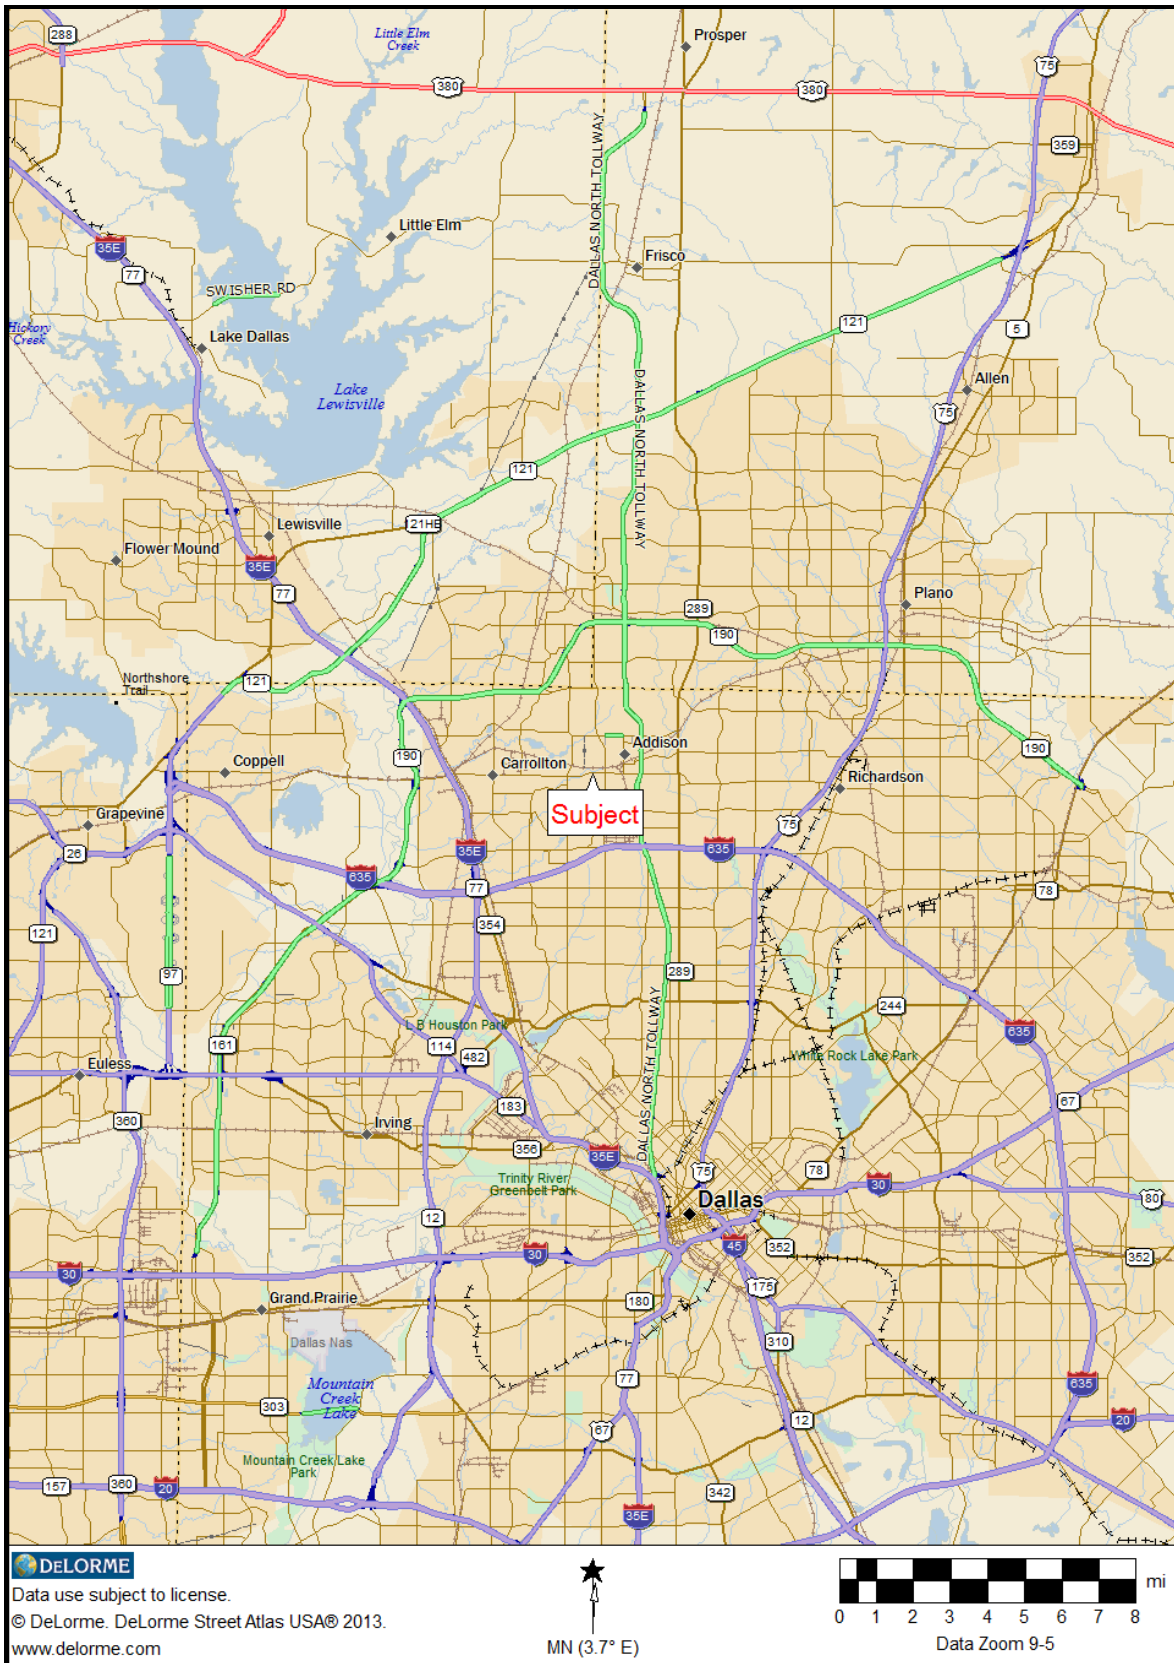 288
Little Elm
Creek
Prosper
75
380
380
DALLAS NORTH TOLLWAY
359
Little Elm
35E
77
Frisco
SWISHER RD
121
5
Hickory
Creek
Lake Dallas
Lake
Lewisville
DALLAS NORTH TOLLWAY
Allen
75
121
121HB
Lewisville
Flower Mound
35E
77
Plano
289
190
Northshore
Trail
121
Addison
190
190
Coppell
Carrollton
Richardson
Subject
Grapevine
75
26
35E
635
635
77
78
354
121
97
289
DALLAS NORTH TOLLWAY
244
L B Houston Park
161
114
482
635
White Rock Lake Park
Euless
67
183
360
Irving
356
35E
75
78
Trinity River
Greenbelt Park
30
80
Dallas
12
45
352
352
30
30
175
Grand Prairie
180
310
Dallas Nas
77
Mountain
Creek
Lake
635
303
12
20
67
Mountain Creek Lake
Park
157
360
20
342
35E
DELORME
Data use subject to license.
© DeLorme. DeLorme Street Atlas USA® 2013.
www.delorme.com
MN (3.7° E)
mi
0 1 2 3 4 5 6 7 8
Data Zoom 9-5